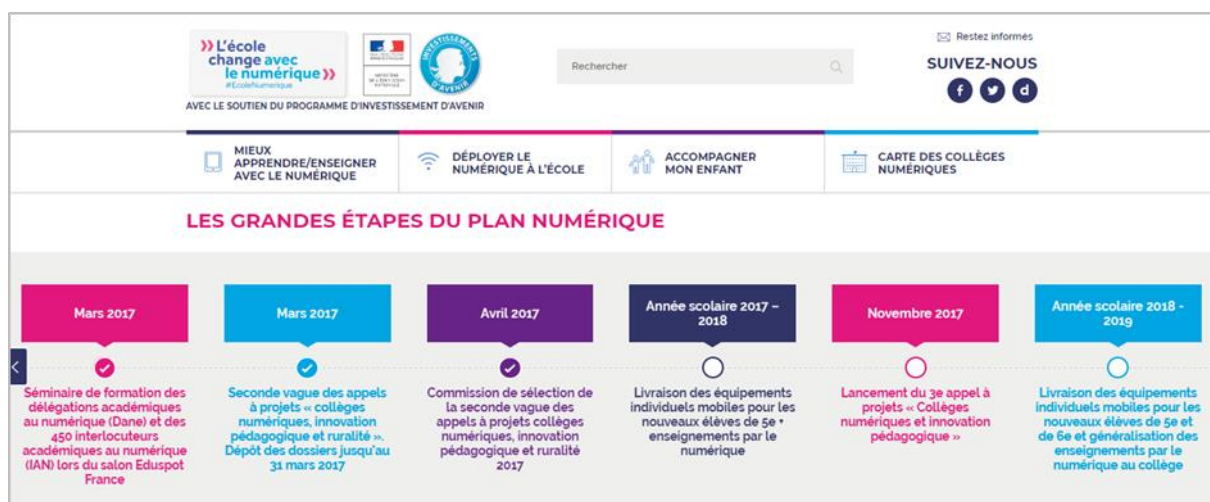 L'école
change avec
le numérique
#EcoleNumerique
INVESTISSEMENTS
D'AVENIR
AVEC LE SOUTIEN DU PROGRAMME D'INVESTISSEMENT D'AVENIR
Rechercher
Restez informés
SUIVEZ-NOUS
MIEUX
APPRENDRE/ENSEIGNER
AVEC LE NUMÉRIQUE
DÉPLOYER LE
NUMÉRIQUE À L'ÉCOLE
ACCOMPAGNER
MON ENFANT
CARTE DES COLLÈGES
NUMÉRIQUES
LES GRANDES ÉTAPES DU PLAN NUMÉRIQUE
Mars 2017
Séminaire de formation des
délégations académiques
au numérique (Dane) et des
450 interlocuteurs
académiques au numérique
(IAN) lors du salon Eduspot
France
Mars 2017
Seconde vague des appels
à projets « collèges
numériques, innovation
pédagogique et ruralité ».
Dépôt des dossiers jusqu'au
31 mars 2017
Avril 2017
Commission de sélection de
la seconde vague des
appels à projets collèges
numériques, innovation
pédagogique et ruralité
2017
Année scolaire 2017 –
2018
Livraison des équipements
individuels mobiles pour les
nouveaux élèves de 5e +
enseignements par le
numérique
Novembre 2017
Lancement du 3e appel à
projets « Collèges
numériques et innovation
pédagogique »
Année scolaire 2018 -
2019
Livraison des équipements
individuels mobiles pour les
nouveaux élèves de 5e et
de 6e et généralisation des
enseignements par le
numérique au collège